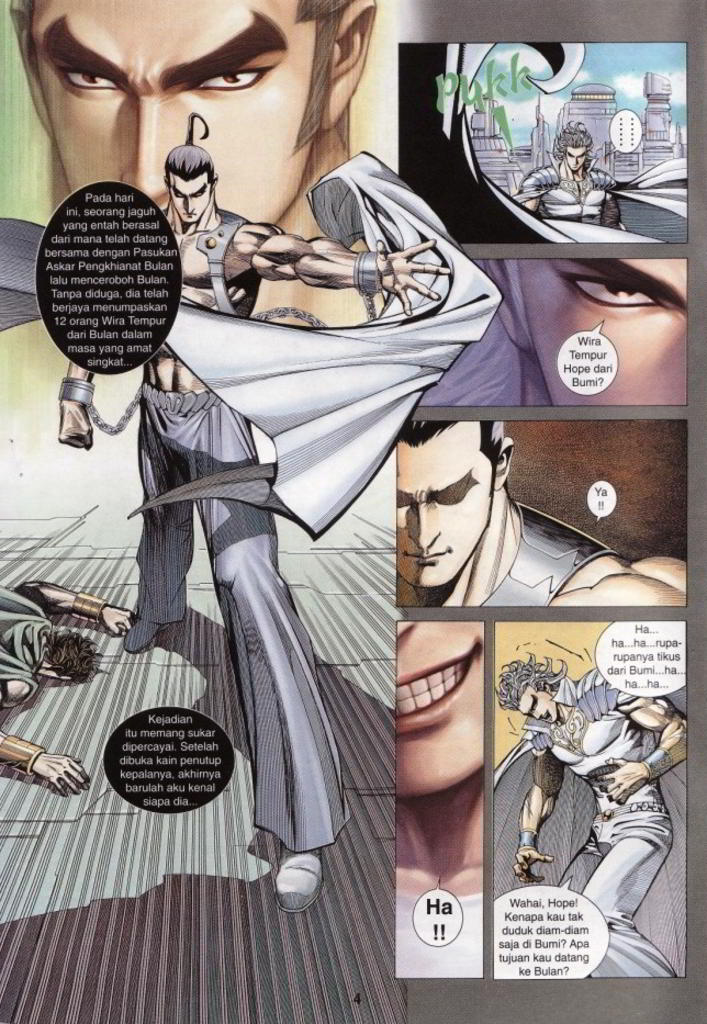 Pada hari
ini, seorang jaguh
yang entah berasal
dari mana telah datang
bersama dengan Pasukan
Askar Pengkhianat Bulan
lalu menceroboh Bulan.
Tanpa diduga, dia telah
berjaya menumpaskan
12 orang Wira Tempur
dari Bulan dalam
masa yang amat
singkat...
Kejadian
itu memang sukar
dipercayai. Setelah
dibuka kain penutup
kepalanya, akhirnya
barulah aku kenal
siapa dia...
pukk
......
Wira
Tempur
Hope dari
Bumi?
Ya
!!
Ha
!!
Ha...
ha...ha...rupa-
rupanya tikus
dari Bumi...ha...
ha...ha...
Wahai, Hope!
Kenapa kau tak
duduk diam-diam
saja di Bumi? Apa
tujuan kau datang
ke Bulan?
4